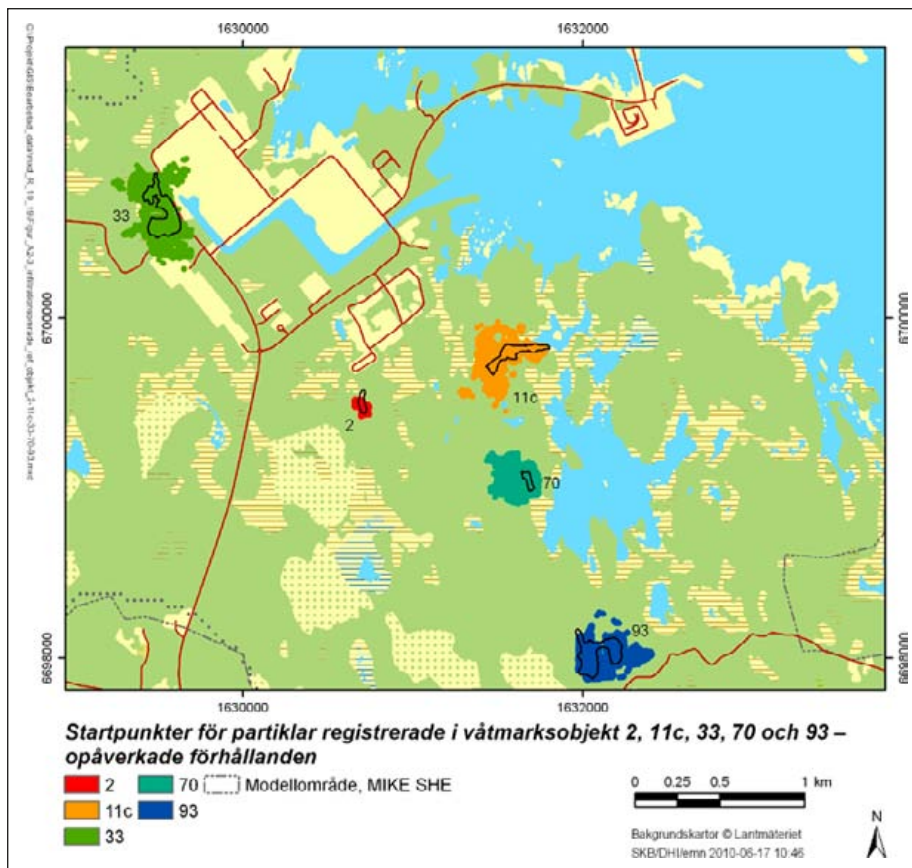 1630000 1632000
33
6700000 6700000
11c
2
70
93
6698000 6698000
1630000 1632000
Startpunkter för partiklar registrerade i våtmarksobjekt 2, 11c, 33, 70 och 93 –
opåverkade förhållanden
2 70 Modellområde, MIKE SHE
11c 93
33
0 0.25 0.5 1 km
Bakgrundskartor © Lantmäteriet
SKB/DHI/emn 2010-06-17 10:46
N